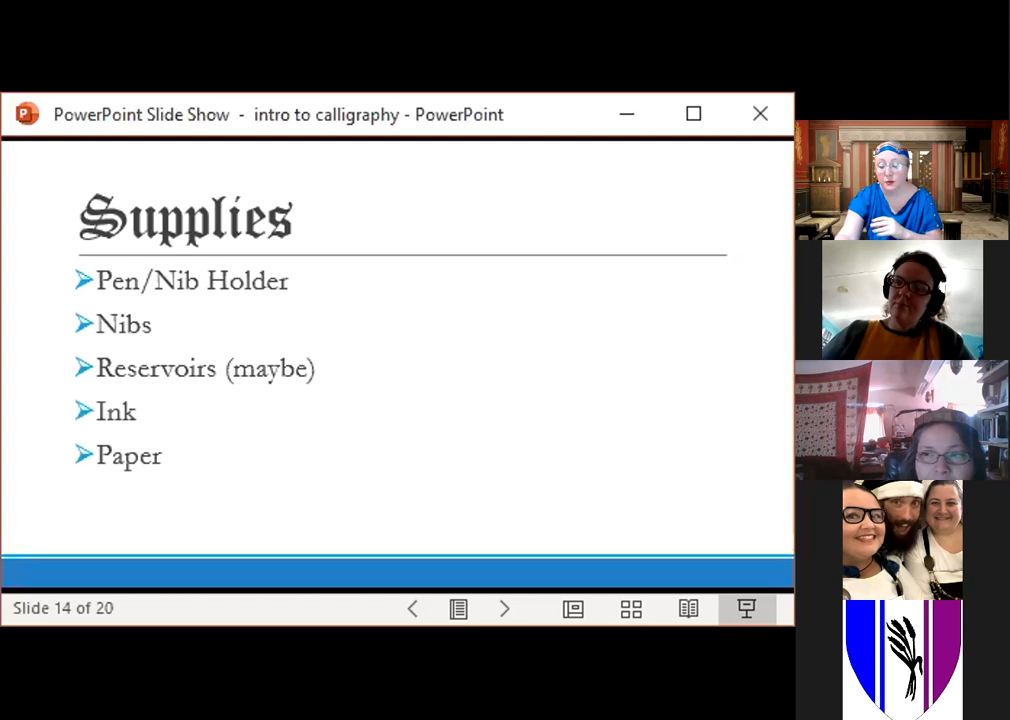 PowerPoint Slide Show - intro to calligraphy - PowerPoint
Supplies
Pen/Nib Holder
Nibs
Reservoirs (maybe)
Ink
Paper
Slide 14 of 20